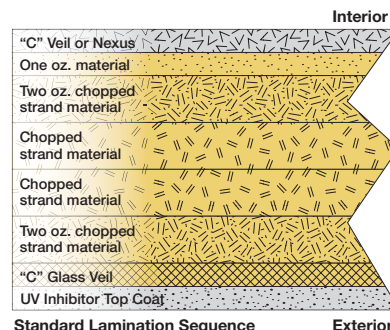 Interior
“C” Veil or Nexus
One oz. material
Two oz. chopped
strand material
Chopped
strand material
Chopped
strand material
Two oz. chopped
strand material
“C” Glass Veil
UV Inhibitor Top Coat
Standard Lamination Sequence
Exterior